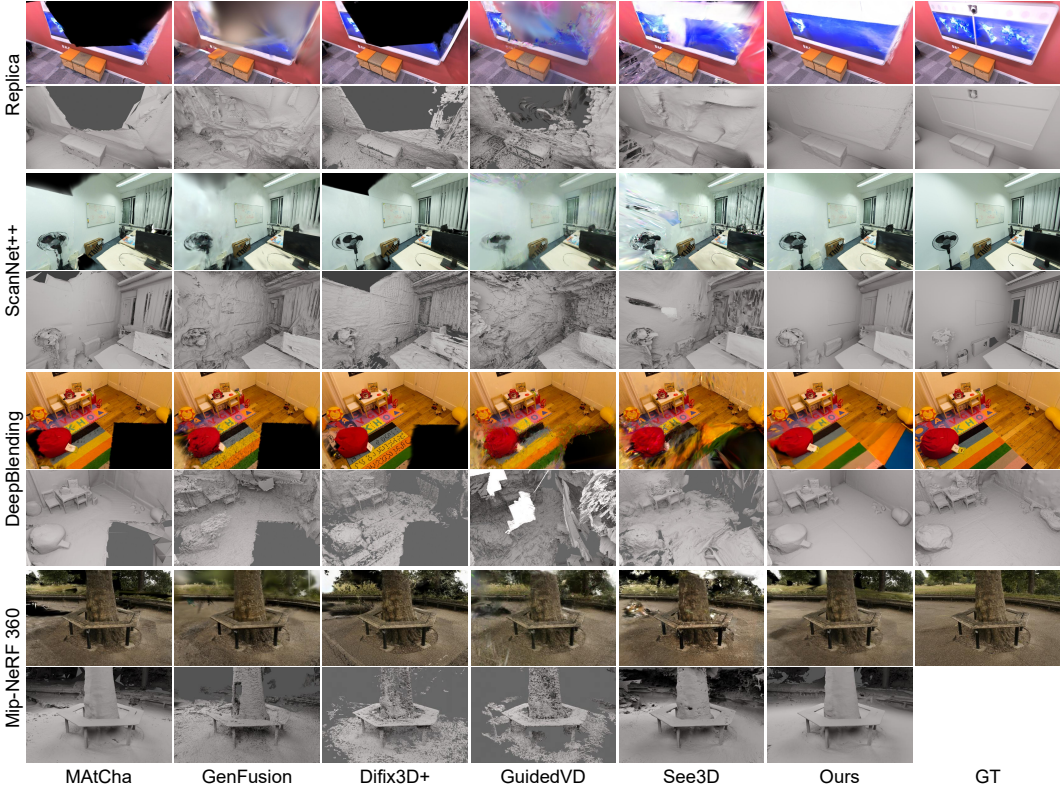 Replica
ScanNet++
DeepBlending
Mip-NeRF 360
MAtCha
GenFusion
Difix3D+
GuidedVD
See3D
Ours
GT